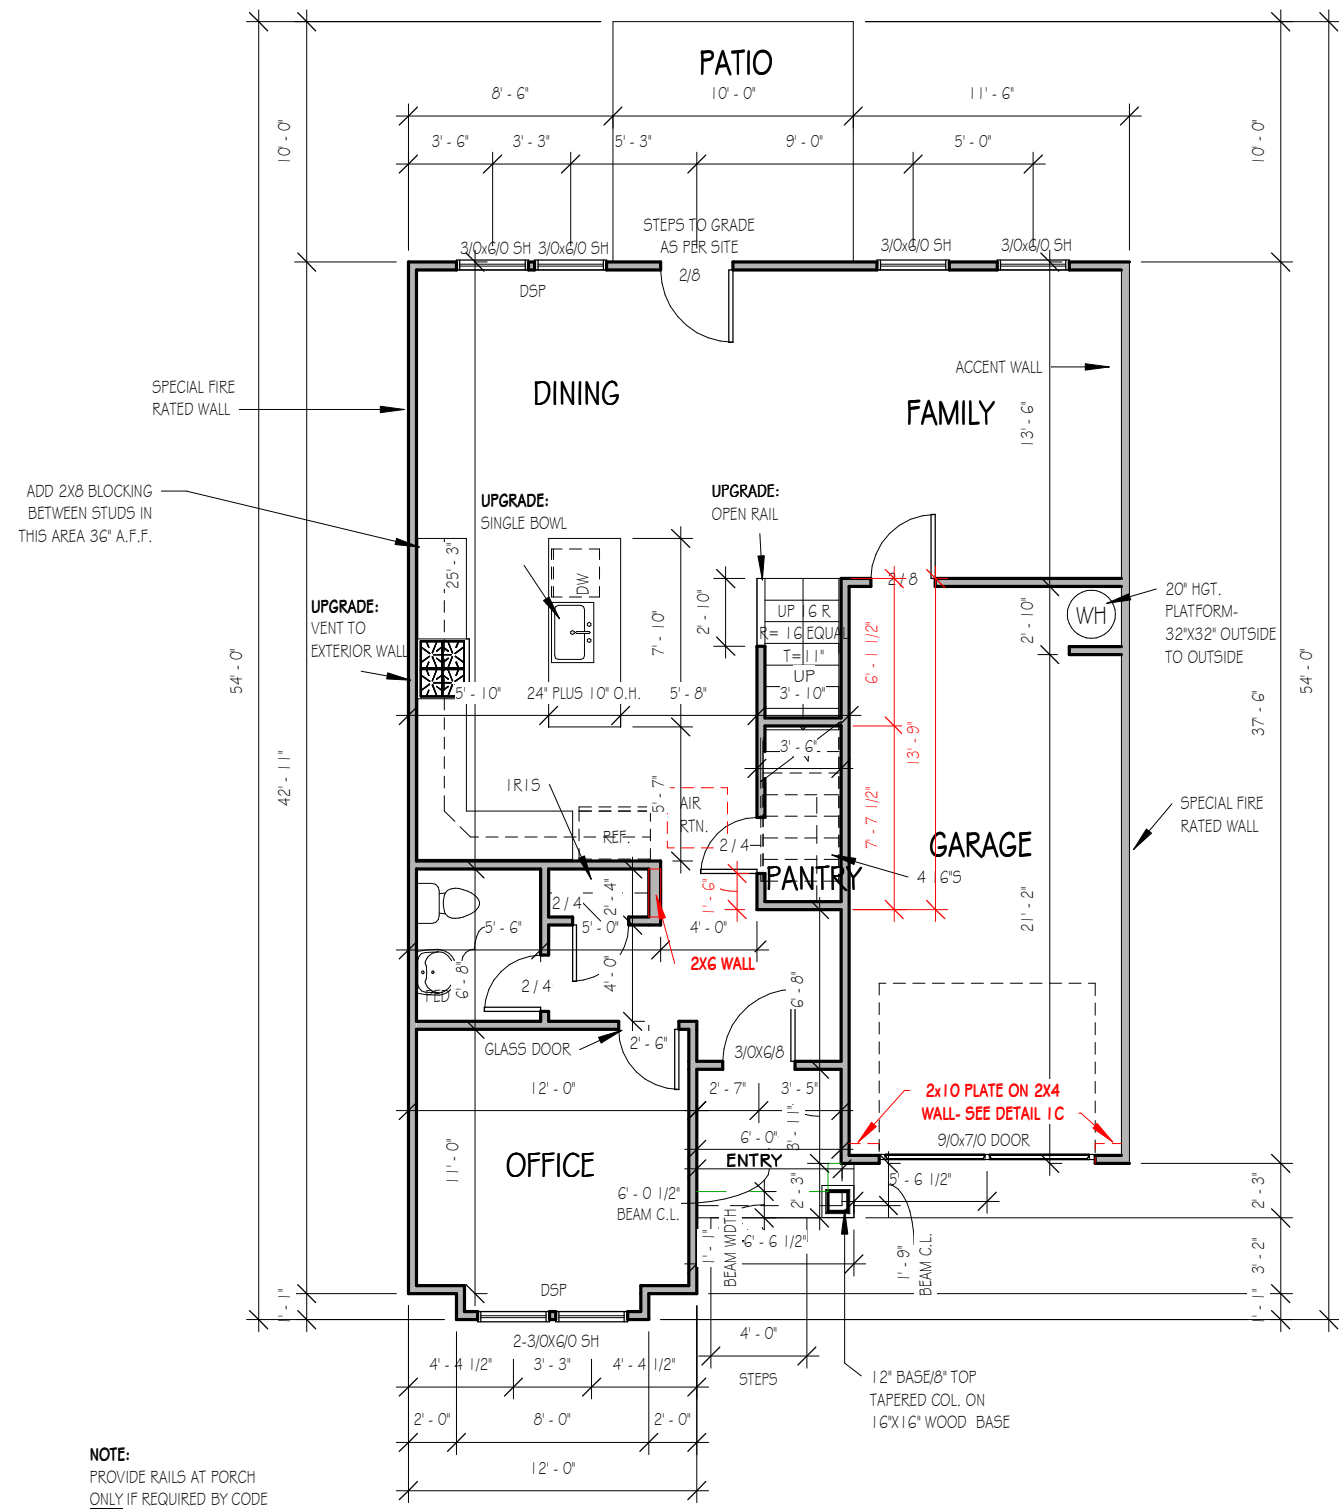 PATIO
8' - 6"
10' - 0"
11' - 6"
10' - 0"
10' - 0"
3' - 6"
3' - 3"
5' - 3"
9' - 0"
5' - 0"
STEPS TO GRADE
AS PER SITE
3/0x6/0 SH
3/0x6/0 SH
3/0x6/0 SH
3/0x6/0 SH
2/8
DSP
SPECIAL FIRE
RATED WALL
DINING
FAMILY
ACCENT WALL
13' - 6"
ADD 2X8 BLOCKING
BETWEEN STUDS IN
THIS AREA 36" A.F.F.
UPGRADE:
SINGLE BOWL
UPGRADE:
OPEN RAIL
25' - 3"
DW
7' - 10"
2' - 10"
2 / 8
UP 16 R
R= 16 EQUAL
T=11"
UP
2' - 10"
WH
20" HGT.
PLATFORM-
32"X32" OUTSIDE
TO OUTSIDE
UPGRADE:
VENT TO
EXTERIOR WALL
54' - 0"
6' - 1 1/2"
54' - 0"
37' - 6"
5' - 10"
24" PLUS 10" O.H.
5' - 8"
3' - 10"
13' - 9"
3' - 6"
42' - 11"
1R1S
5' - 7"
AIR
RTN.
REF.
2 / 4
7' - 7 1/2"
GARAGE
SPECIAL FIRE
RATED WALL
PANTRY
4 16"S
2 / 4
2' - 4"
1' - 6"
21' - 2"
5' - 6"
5' - 0"
4' - 0"
2X6 WALL
PED
6' - 8"
2 / 4
4' - 0"
6' - 8"
GLASS DOOR
2' - 6"
3/0X6/8
12' - 0"
2' - 7"
3' - 5"
2x10 PLATE ON 2X4
WALL- SEE DETAIL 1C
9/0x7/0 DOOR
3' - 11"
6' - 0"
ENTRY
OFFICE
11' - 0"
6' - 0 1/2"
BEAM C.L.
2' - 3"
5' - 6 1/2"
2' - 3"
1' - 1"
BEAM WIDTH
6' - 6 1/2"
1' - 9"
BEAM C.L.
3' - 2"
DSP
1' - 1"
1' - 1"
2-3/0X6/0 SH
4' - 0"
STEPS
4' - 4 1/2"
3' - 3"
4' - 4 1/2"
12" BASE/8" TOP
TAPERED COL. ON
16"X16" WOOD BASE
2' - 0"
8' - 0"
2' - 0"
12' - 0"
NOTE:
PROVIDE RAILS AT PORCH
ONLY IF REQUIRED BY CODE